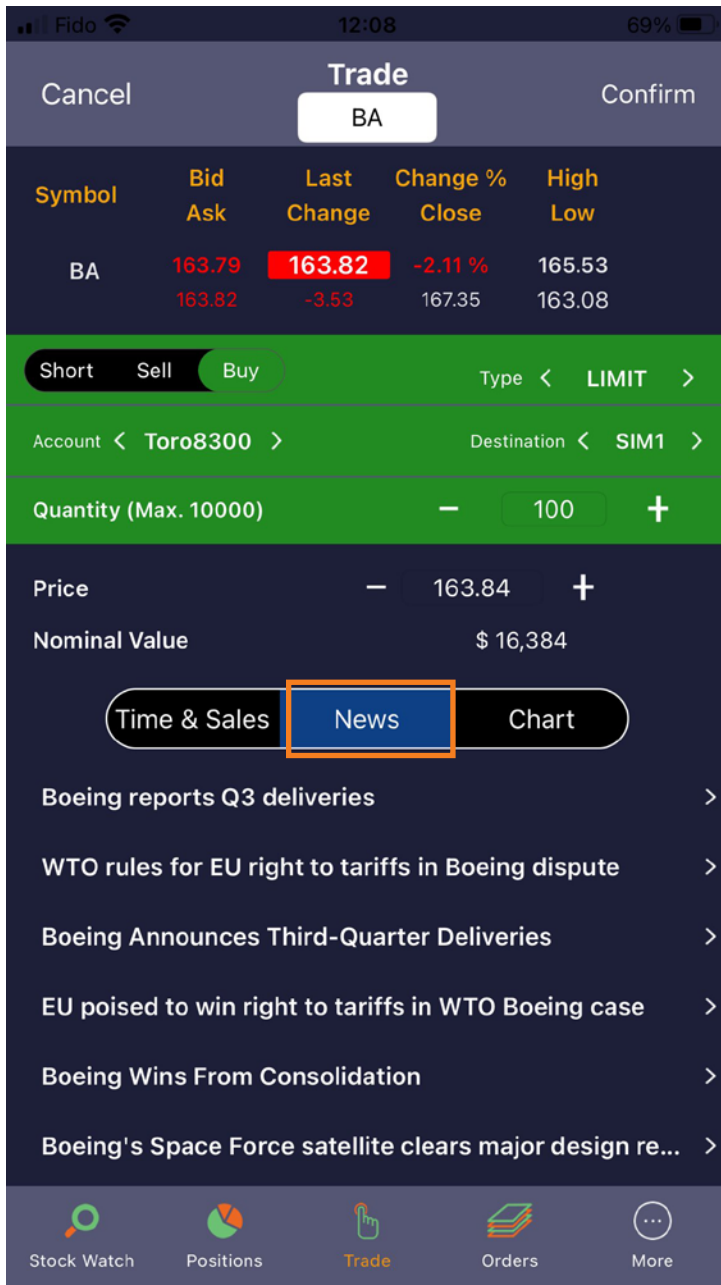 Fido 12:08 69%
Trade
Cancel BA Confirm
Symbol Bid Last Change % High
Ask Change Close Low
BA 163.79 163.82 -2.11 % 165.53
163.82 -3.53 167.35 163.08
Short Sell Buy Type < LIMIT >
Account < Toro8300 > Destination < SIM1 >
Quantity (Max. 10000) − 100 +
Price − 163.84 +
Nominal Value $ 16,384
Time & Sales News Chart
Boeing reports Q3 deliveries >
WTO rules for EU right to tariffs in Boeing dispute >
Boeing Announces Third-Quarter Deliveries >
EU poised to win right to tariffs in WTO Boeing case >
Boeing Wins From Consolidation >
Boeing's Space Force satellite clears major design re... >
Stock Watch Positions Trade Orders More